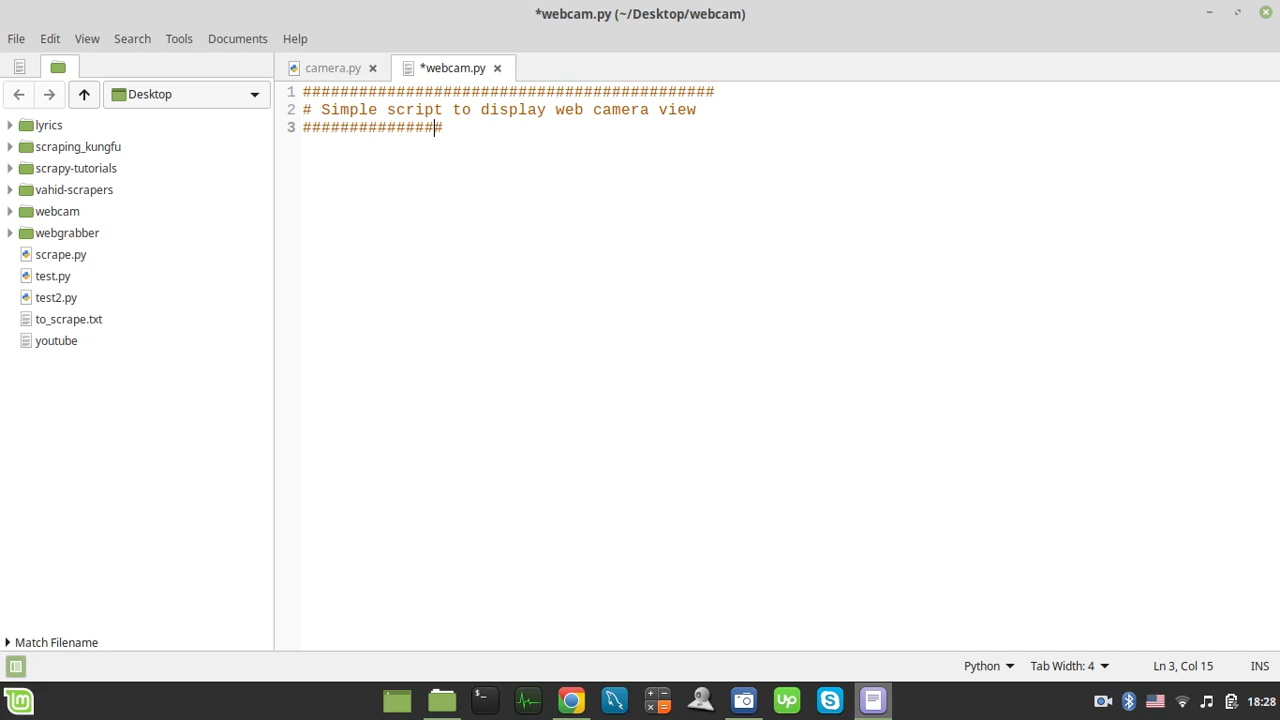 *webcam.py (~/Desktop/webcam)
File Edit View Search Tools Documents Help
camera.py *webcam.py
Desktop
lyrics
scraping_kungfu
scrapy-tutorials
vahid-scrapers
webcam
webgrabber
scrape.py
test.py
test2.py
to_scrape.txt
youtube
Match Filename
1 ############################################
2 # Simple script to display web camera view
3 ###############
Python Tab Width: 4 Ln 3, Col 15 INS
18:28